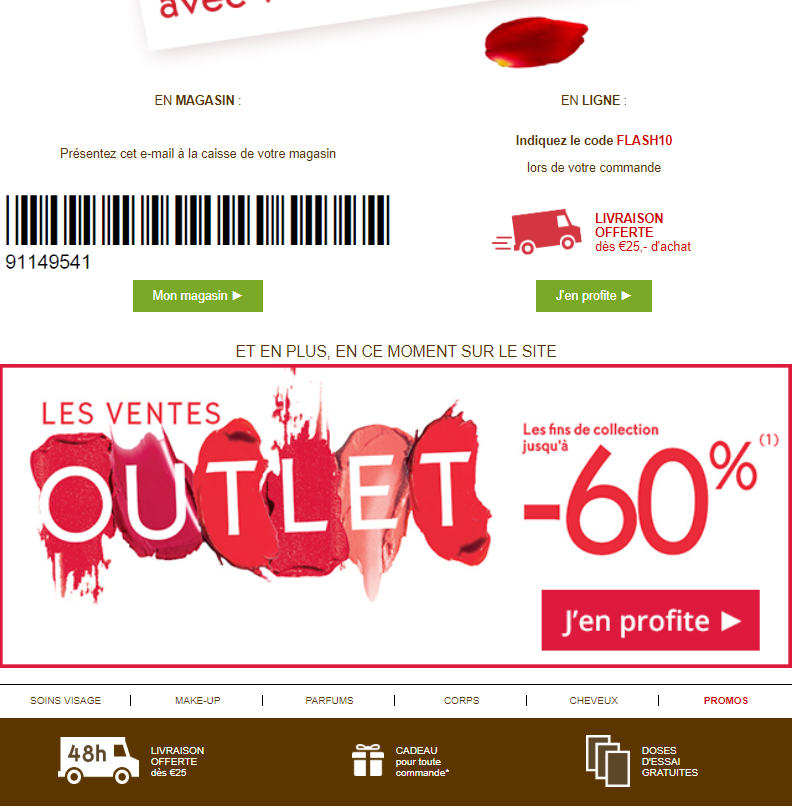 avec
EN MAGASIN :
Présentez cet e-mail à la caisse de votre magasin
91149541
Mon magasin ►
EN LIGNE :
Indiquez le code FLASH10
lors de votre commande
LIVRAISON
OFFERTE
dès €25,- d'achat
J'en profite ►
ET EN PLUS, EN CE MOMENT SUR LE SITE
LES VENTES
OUTLET
Les fins de collection
jusqu'à
-60%(1)
J'en profite ►
SOINS VISAGE | MAKE-UP | PARFUMS | CORPS | CHEVEUX | PROMOS
48h
LIVRAISON
OFFERTE
dès €25
CADEAU
pour toute
commande*
DOSES
D'ESSAI
GRATUITES